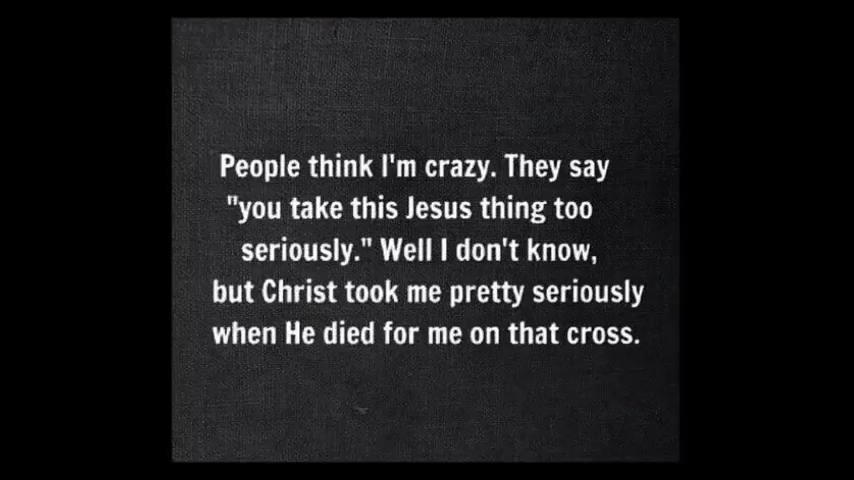 People think I'm crazy. They say
"you take this Jesus thing too
seriously." Well I don't know,
but Christ took me pretty seriously
when He died for me on that cross.